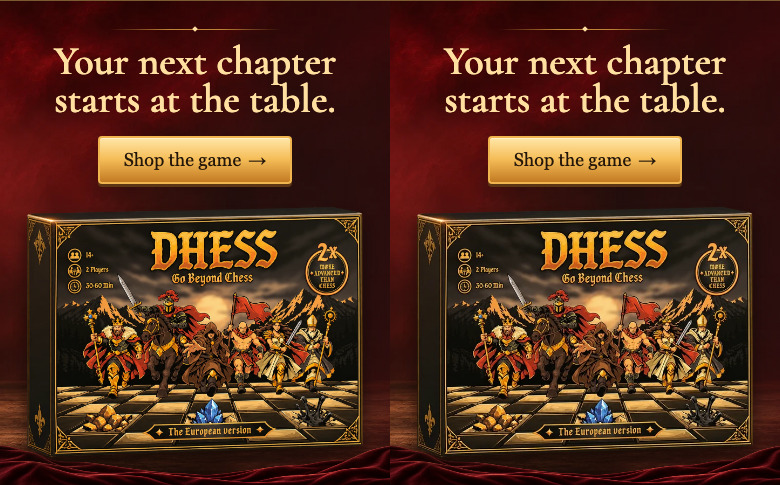 Your next chapter
starts at the table.
Shop the game →
DHESS
Go Beyond Chess
14+
2 Players
30-60 Min
2x
MORE
ADVANCED
THAN
CHESS
The European version
Your next chapter
starts at the table.
Shop the game →
DHESS
Go Beyond Chess
14+
2 Players
30-60 Min
2x
MORE
ADVANCED
THAN
CHESS
The European version